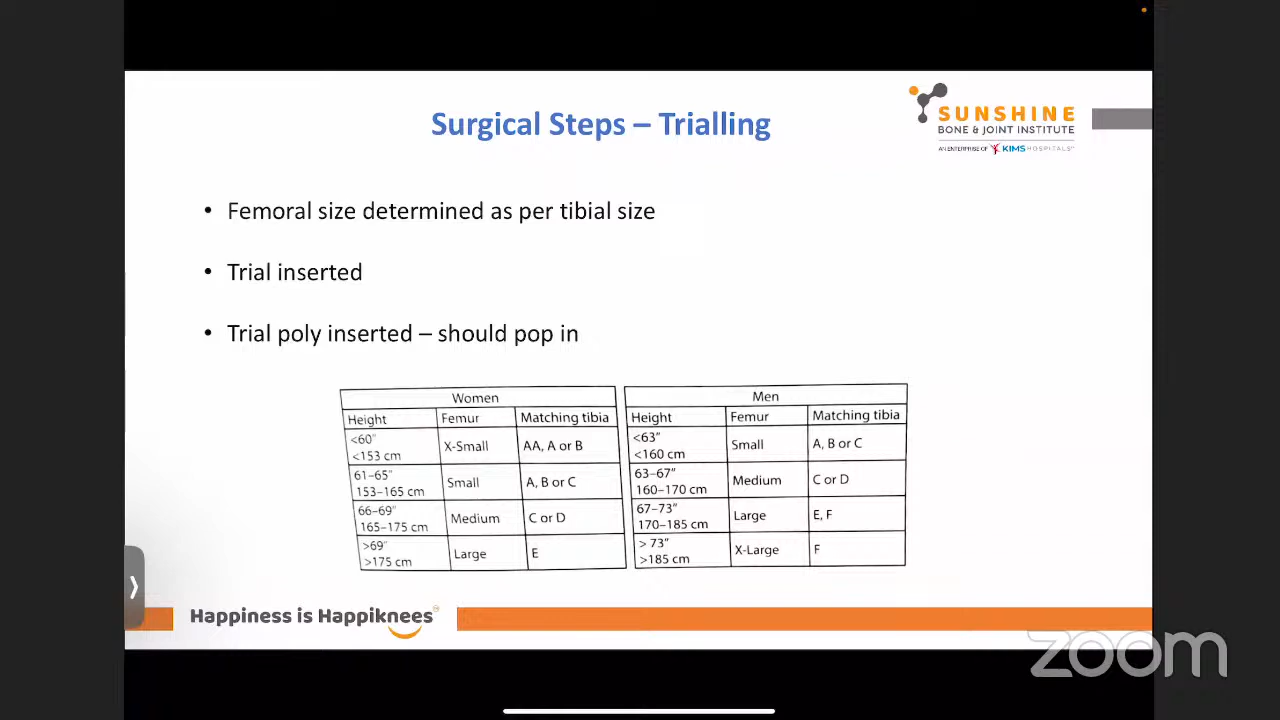 Surgical Steps – Trialling
SUNSHINE
BONE & JOINT INSTITUTE
AN ENTERPRISE OF KIMS HOSPITALS
• Femoral size determined as per tibial size
• Trial inserted
• Trial poly inserted – should pop in
Women
Height Femur Matching tibia
<60"
<153 cm X-Small AA, A or B
61–65"
153–165 cm Small A, B or C
66–69"
165–175 cm Medium C or D
>69"
>175 cm Large E
Men
Height Femur Matching tibia
<63"
<160 cm Small A, B or C
63–67"
160–170 cm Medium C or D
67–73"
170–185 cm Large E, F
> 73"
>185 cm X-Large F
Happiness is Happiknees
zoom